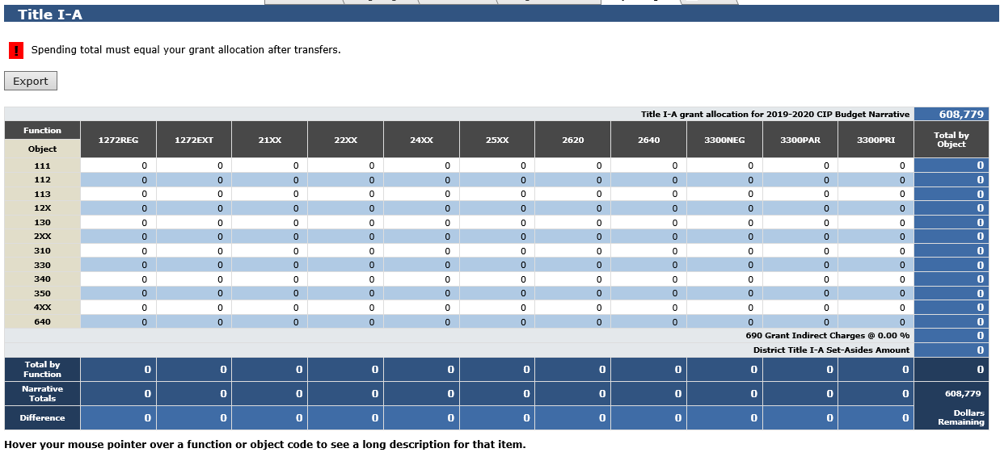 Title I-A
! Spending total must equal your grant allocation after transfers.
Export
Title I-A grant allocation for 2019-2020 CIP Budget Narrative 608,779
Function
Object
1272REG 1272EXT 21XX 22XX 24XX 25XX 2620 2640 3300NEG 3300PAR 3300PRI Total by
Object
111 0 0 0 0 0 0 0 0 0 0 0 0
112 0 0 0 0 0 0 0 0 0 0 0 0
113 0 0 0 0 0 0 0 0 0 0 0 0
12X 0 0 0 0 0 0 0 0 0 0 0 0
130 0 0 0 0 0 0 0 0 0 0 0 0
2XX 0 0 0 0 0 0 0 0 0 0 0 0
310 0 0 0 0 0 0 0 0 0 0 0 0
330 0 0 0 0 0 0 0 0 0 0 0 0
340 0 0 0 0 0 0 0 0 0 0 0 0
350 0 0 0 0 0 0 0 0 0 0 0 0
4XX 0 0 0 0 0 0 0 0 0 0 0 0
640 0 0 0 0 0 0 0 0 0 0 0 0
690 Grant Indirect Charges @ 0.00 % 0
District Title I-A Set-Asides Amount 0
Total by
Function 0 0 0 0 0 0 0 0 0 0 0 0
Narrative
Totals 0 0 0 0 0 0 0 0 0 0 0 608,779
Difference 0 0 0 0 0 0 0 0 0 0 0 Dollars
Remaining
Hover your mouse pointer over a function or object code to see a long description for that item.